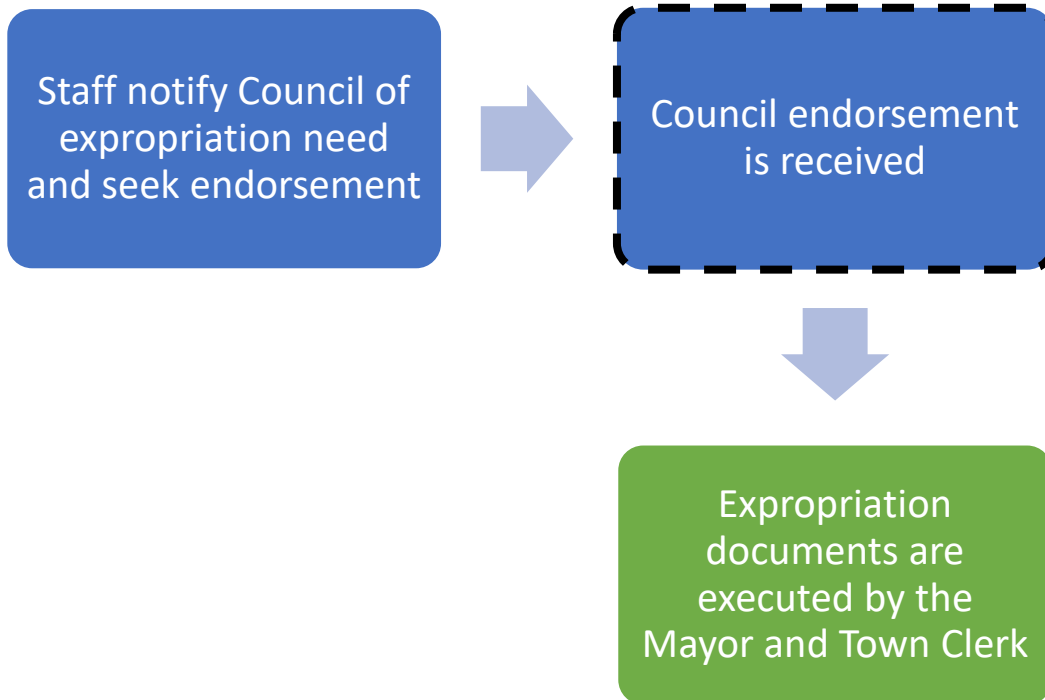 Staff notify Council of
expropriation need
and seek endorsement
Council endorsement
is received
Expropriation
documents are
executed by the
Mayor and Town Clerk